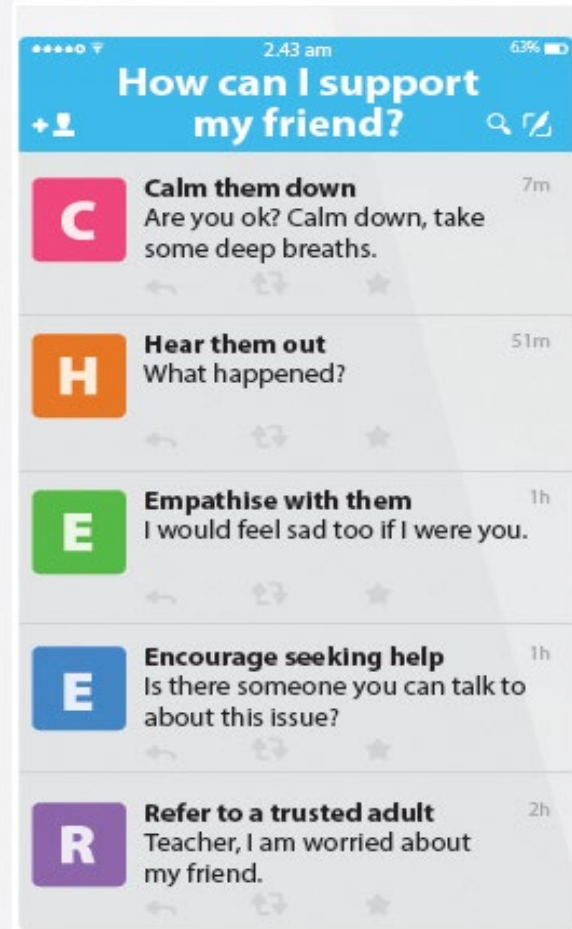 2.43 am
63%
How can I support
my friend?
C
Calm them down
7m
Are you ok? Calm down, take
some deep breaths.
H
Hear them out
51m
What happened?
E
Empathise with them
1h
I would feel sad too if I were you.
E
Encourage seeking help
1h
Is there someone you can talk to
about this issue?
R
Refer to a trusted adult
2h
Teacher, I am worried about
my friend.